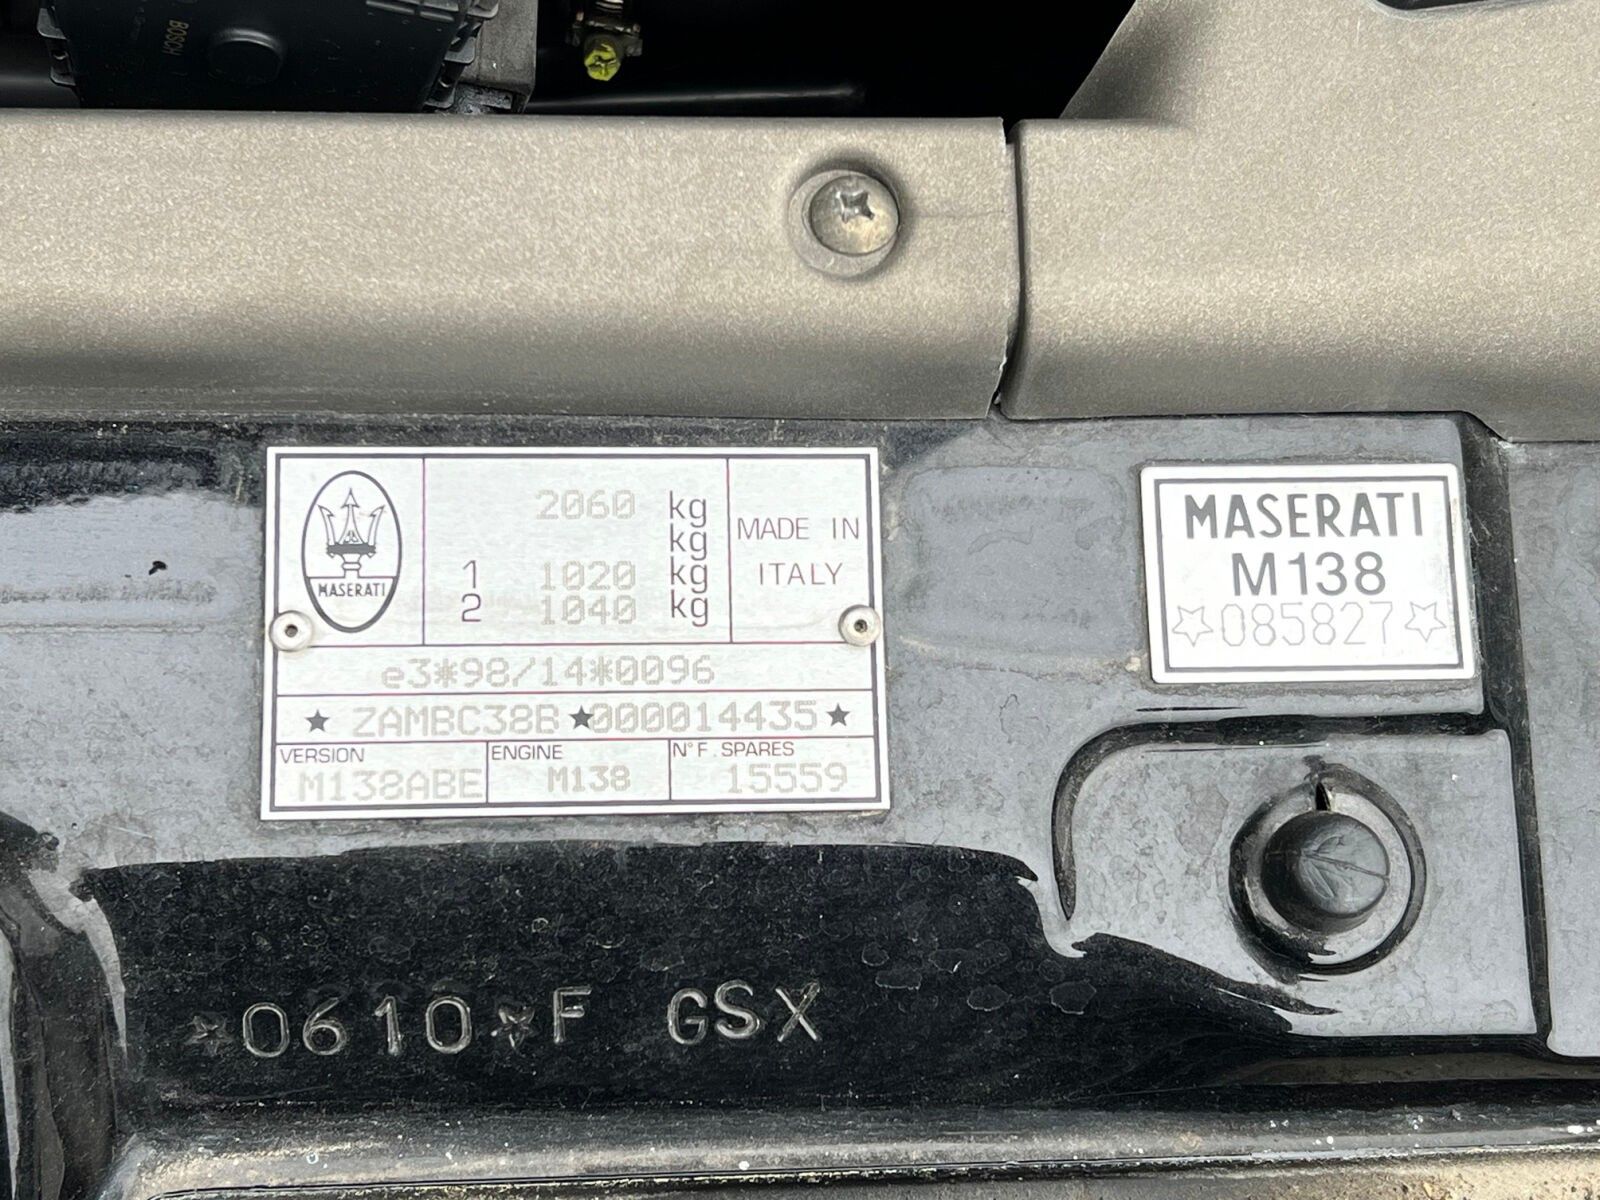 BOSCH
MASERATI
2060 kg
kg
1 1020 kg
2 1040 kg
MADE IN
ITALY
e3*98/14*0096
★ ZAMBC38B★000014435★
VERSION ENGINE N° F. SPARES
M138ABE M138 15559
MASERATI
M138
☆085827☆
★0610★F GSX